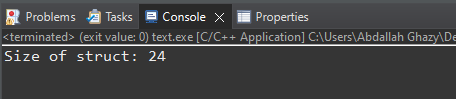 Problems Tasks Console Properties
<terminated> (exit value: 0) text.exe [C/C++ Application] C:\Users\Abdallah Ghazy\De
Size of struct: 24